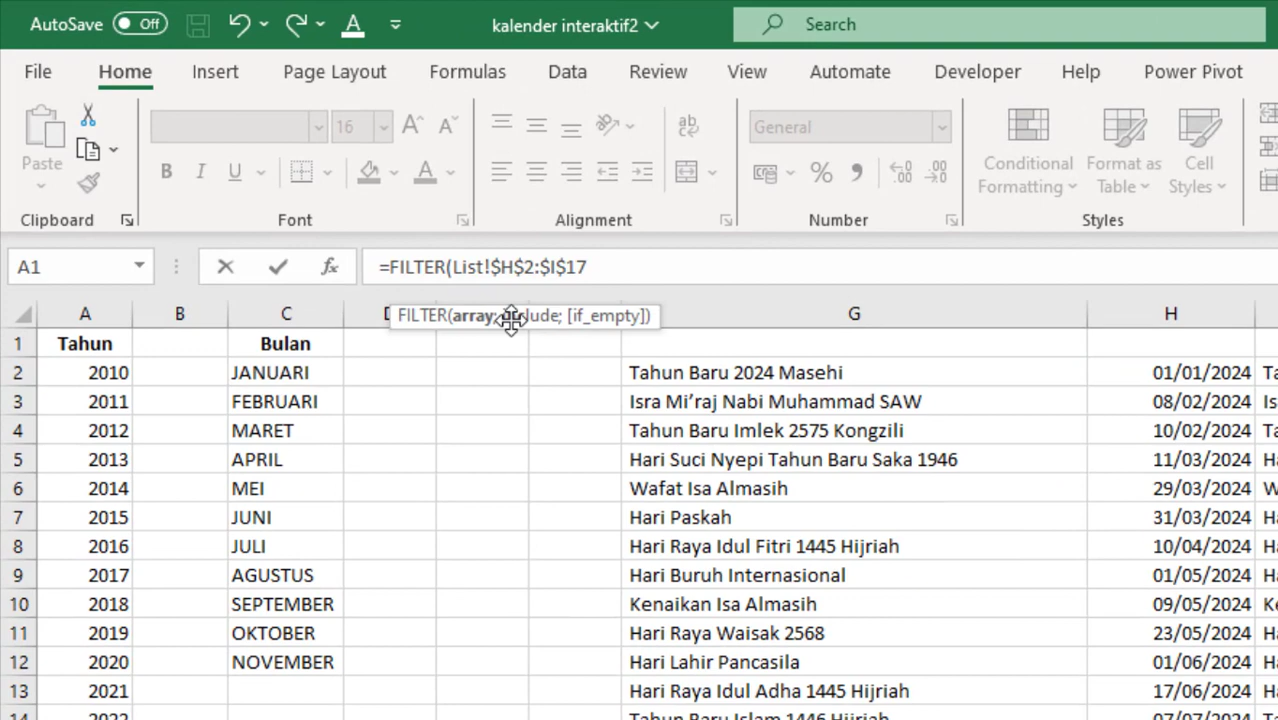 AutoSave Off A kalender interaktif2 Search
File Home Insert Page Layout Formulas Data Review View Automate Developer Help Power Pivot
16 A A ab General
Paste B I U A % Conditional Format as Cell
Formatting Table Styles
Clipboard Font Alignment Number Styles
A1 fx =FILTER(List!$H$2:$I$17
A B C G H
FILTER(array; [if_empty])
1 Tahun Bulan
2 2010 JANUARI Tahun Baru 2024 Masehi 01/01/2024
3 2011 FEBRUARI Isra Mi’raj Nabi Muhammad SAW 08/02/2024
4 2012 MARET Tahun Baru Imlek 2575 Kongzili 10/02/2024
5 2013 APRIL Hari Suci Nyepi Tahun Baru Saka 1946 11/03/2024
6 2014 MEI Wafat Isa Almasih 29/03/2024
7 2015 JUNI Hari Paskah 31/03/2024
8 2016 JULI Hari Raya Idul Fitri 1445 Hijriah 10/04/2024
9 2017 AGUSTUS Hari Buruh Internasional 01/05/2024
10 2018 SEPTEMBER Kenaikan Isa Almasih 09/05/2024
11 2019 OKTOBER Hari Raya Waisak 2568 23/05/2024
12 2020 NOVEMBER Hari Lahir Pancasila 01/06/2024
13 2021 Hari Raya Idul Adha 1445 Hijriah 17/06/2024